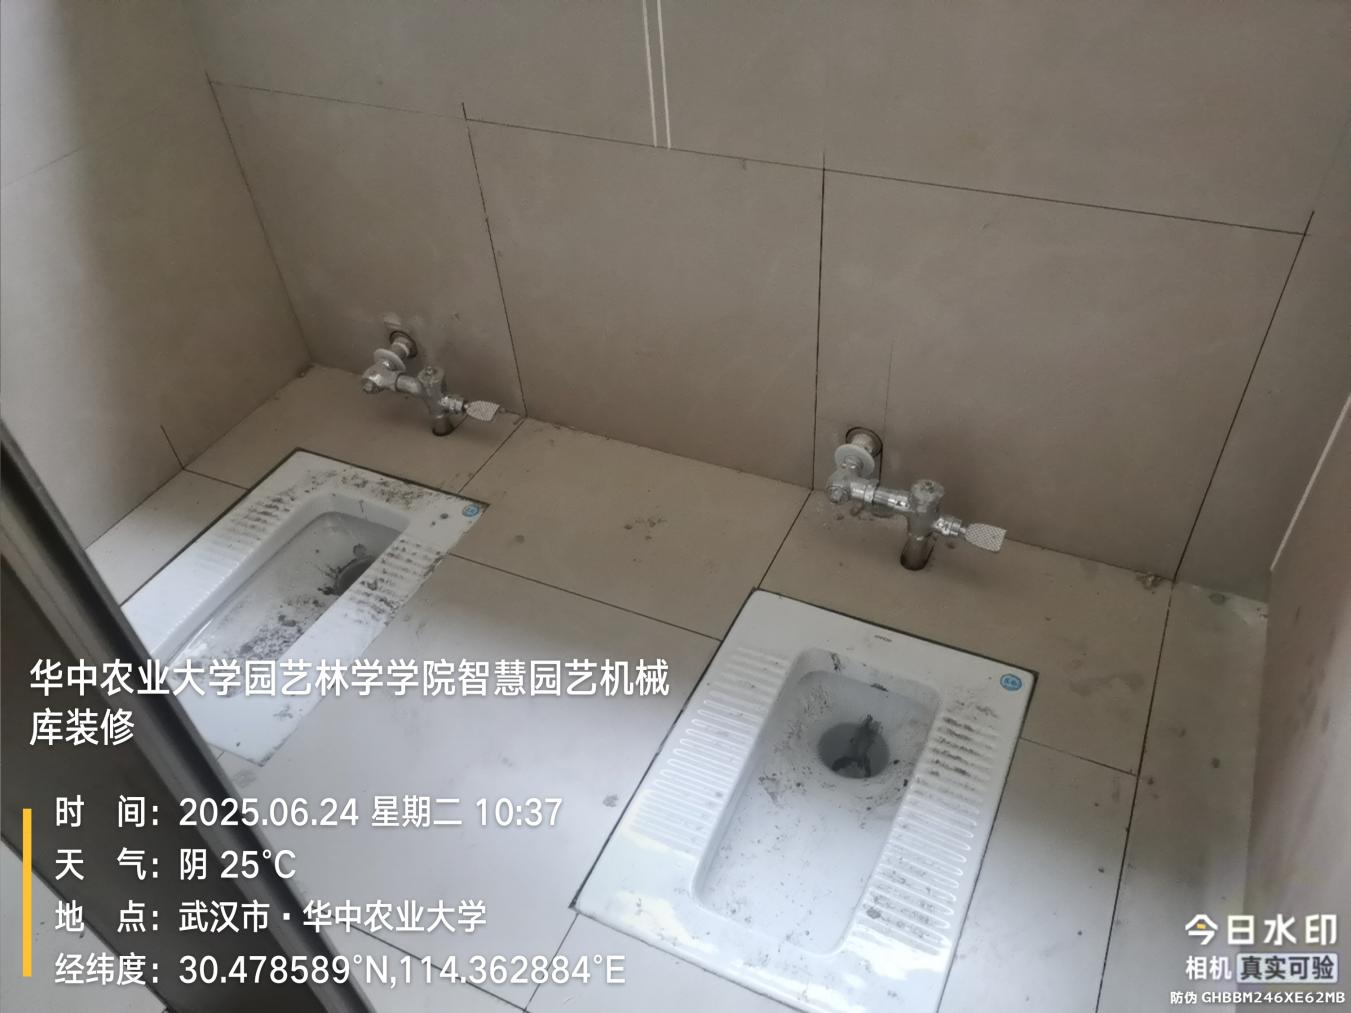 华中农业大学园艺林学学院智慧园艺机械
库装修
时 间：2025.06.24 星期二 10:37
天 气：阴 25°C
地 点：武汉市·华中农业大学
经纬度：30.478589°N,114.362884°E
今日水印
相机 真实可验
防伪 GHBBM246XE62MB